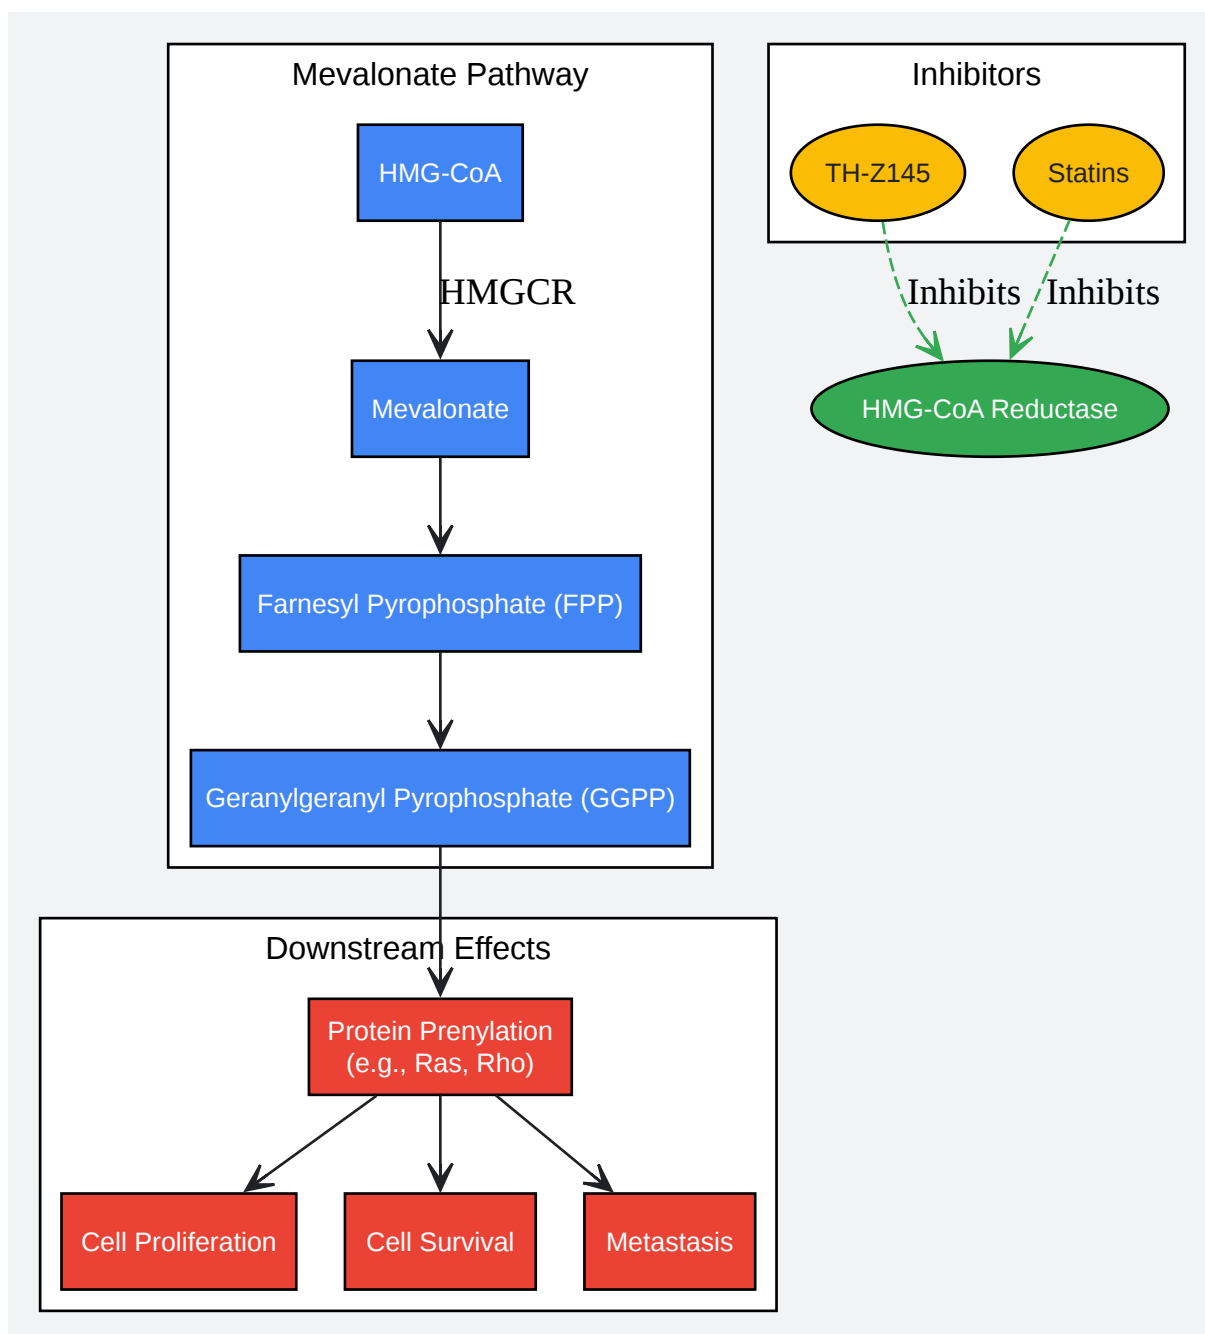 Mevalonate Pathway
HMG-CoA
HMGCR
Mevalonate
Farnesyl Pyrophosphate (FPP)
Geranylgeranyl Pyrophosphate (GGPP)
Inhibitors
TH-Z145
Statins
Inhibits
Inhibits
HMG-CoA Reductase
Downstream Effects
Protein Prenylation
(e.g., Ras, Rho)
Cell Proliferation
Cell Survival
Metastasis